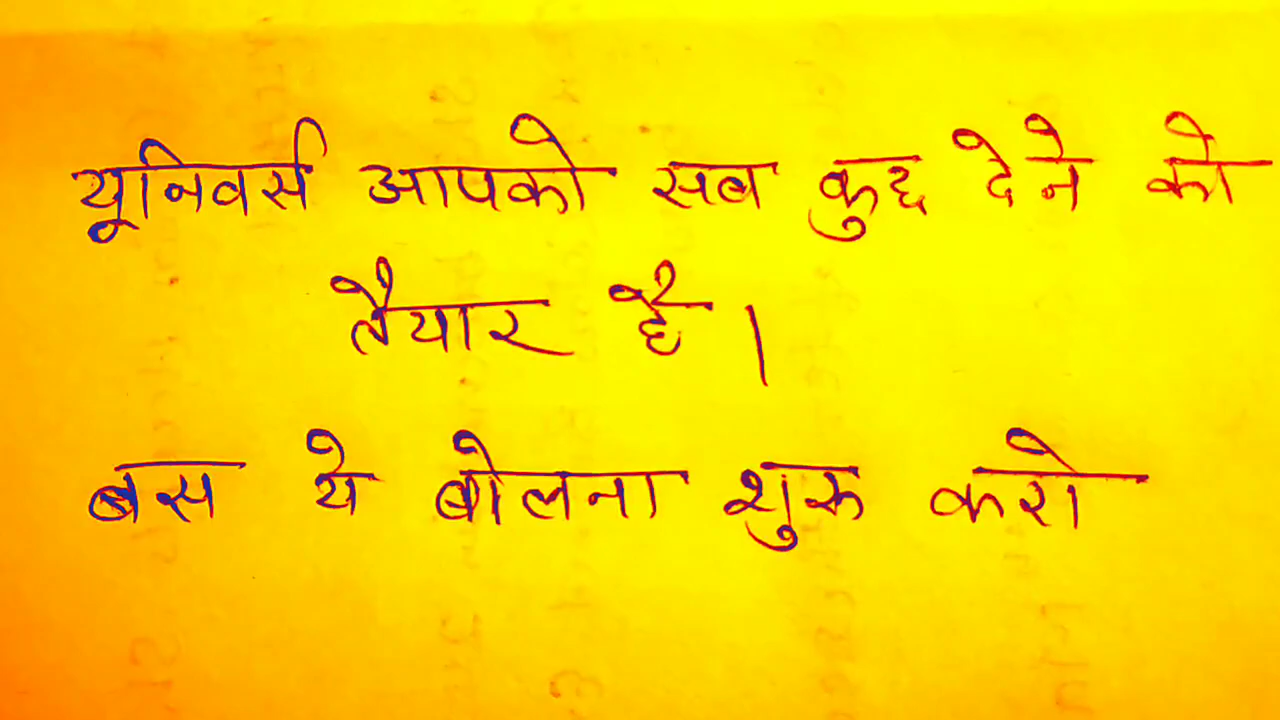 यूनिवर्स आपको सब कुछ देने को
तैयार है।
बस ये बोलना शुरू करो